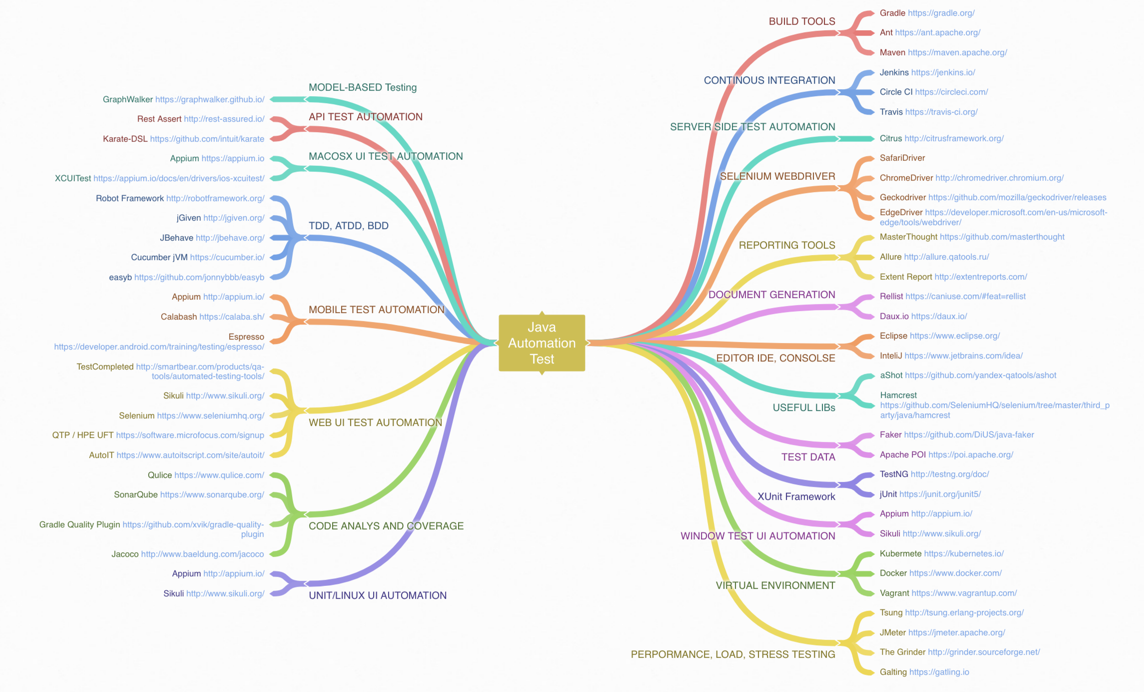 Java
Automation
Test
MODEL-BASED Testing
GraphWalker https://graphwalker.github.io/
API TEST AUTOMATION
Rest Assert http://rest-assured.io/
Karate-DSL https://github.com/intuit/karate
MACOSX UI TEST AUTOMATION
Appium https://appium.io
XCUITest https://appium.io/docs/en/drivers/ios-xcuitest/
TDD, ATDD, BDD
Robot Framework http://robotframework.org/
jGiven http://jgiven.org/
JBehave http://jbehave.org/
Cucumber jVM https://cucumber.io/
easyb https://github.com/jonnybbb/easyb
MOBILE TEST AUTOMATION
Appium http://appium.io/
Calabash https://calaba.sh/
Espresso
https://developer.android.com/training/testing/espresso/
WEB UI TEST AUTOMATION
TestCompleted http://smartbear.com/products/qa-
tools/automated-testing-tools/
Sikuli http://www.sikuli.org/
Selenium https://www.seleniumhq.org/
QTP / HPE UFT https://software.microfocus.com/signup
AutoIT https://www.autoitscript.com/site/autoit/
CODE ANALYS AND COVERAGE
Qulice https://www.qulice.com/
SonarQube https://www.sonarqube.org/
Gradle Quality Plugin https://github.com/xvik/gradle-quality-
plugin
Jacoco http://www.baeldung.com/jacoco
UNIT/LINUX UI AUTOMATION
Appium http://appium.io/
Sikuli http://www.sikuli.org/
BUILD TOOLS
Gradle https://gradle.org/
Ant https://ant.apache.org/
Maven https://maven.apache.org/
CONTINOUS INTEGRATION
Jenkins https://jenkins.io/
Circle CI https://circleci.com/
Travis https://travis-ci.org/
SERVER SIDE TEST AUTOMATION
Citrus http://citrusframework.org/
SELENIUM WEBDRIVER
SafariDriver
ChromeDriver http://chromedriver.chromium.org/
Geckodriver https://github.com/mozilla/geckodriver/releases
EdgeDriver https://developer.microsoft.com/en-us/microsoft-
edge/tools/webdriver/
REPORTING TOOLS
MasterThought https://github.com/masterthought
Allure http://allure.qatools.ru/
Extent Report http://extentreports.com/
DOCUMENT GENERATION
Rellist https://caniuse.com/#feat=rellist
Daux.io https://daux.io/
EDITOR IDE, CONSOLSE
Eclipse https://www.eclipse.org/
InteliJ https://www.jetbrains.com/idea/
USEFUL LIBs
aShot https://github.com/yandex-qatools/ashot
Hamcrest
https://github.com/SeleniumHQ/selenium/tree/master/third_p
arty/java/hamcrest
TEST DATA
Faker https://github.com/DiUS/java-faker
Apache POI https://poi.apache.org/
XUnit Framework
TestNG http://testng.org/doc/
jUnit https://junit.org/junit5/
WINDOW TEST UI AUTOMATION
Appium http://appium.io/
Sikuli http://www.sikuli.org/
VIRTUAL ENVIRONMENT
Kubermete https://kubernetes.io/
Docker https://www.docker.com/
Vagrant https://www.vagrantup.com/
PERPORMANCE, LOAD, STRESS TESTING
Tsung http://tsung.erlang-projects.org/
JMeter https://jmeter.apache.org/
The Grinder http://grinder.sourceforge.net/
Galting https://gatling.io